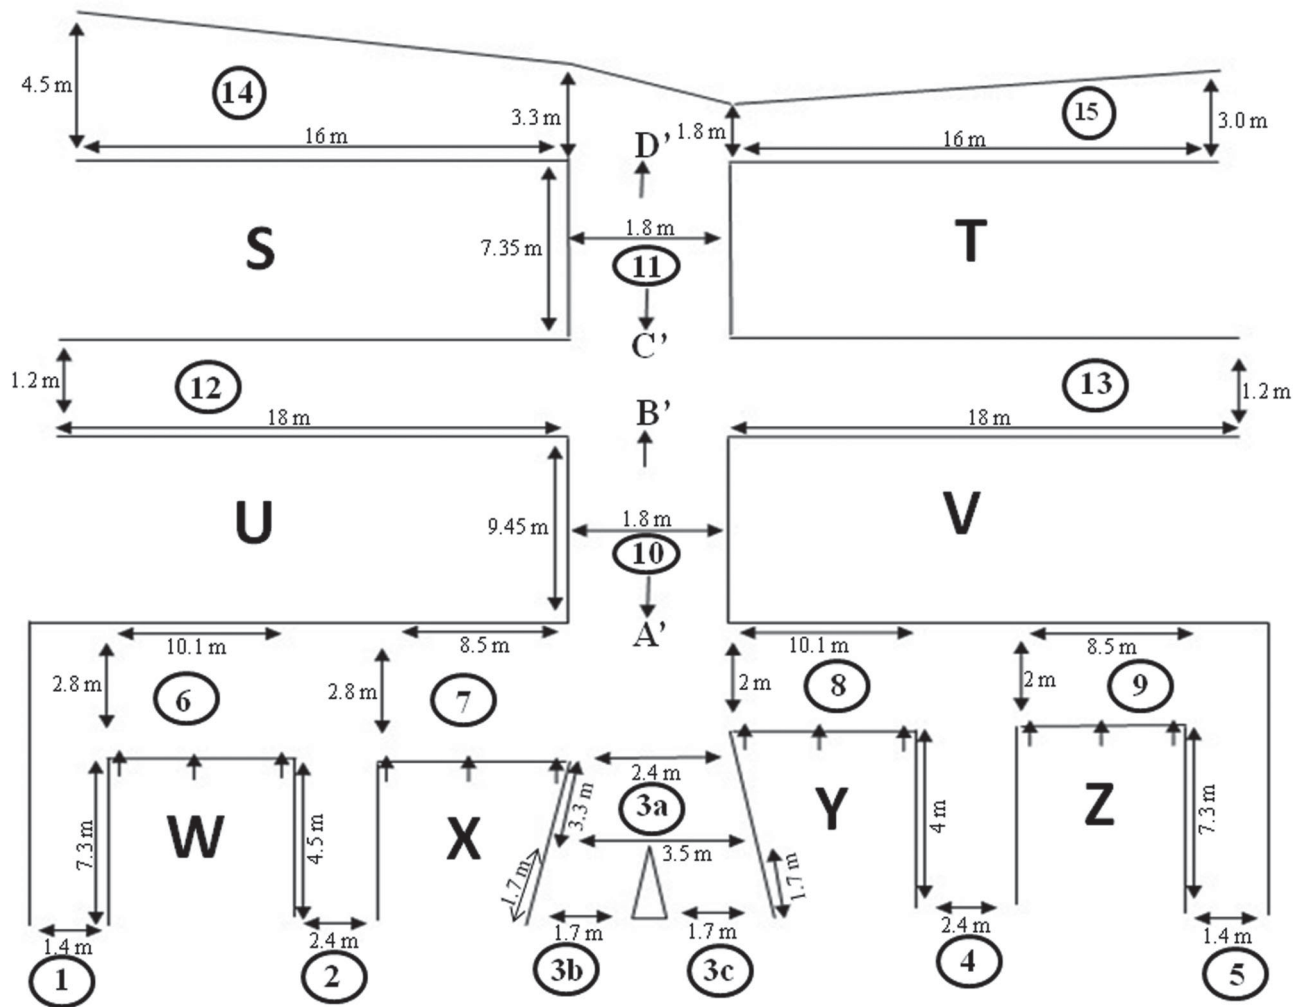 4.5 m
14
3.3 m
16 m
D’
1.8 m
15
3.0 m
16 m
S
7.35 m
1.8 m
11
T
C’
1.2 m
12
18 m
B’
13
1.2 m
18 m
U
9.45 m
1.8 m
10
V
A’
10.1 m
8.5 m
10.1 m
8.5 m
2.8 m
6
2.8 m
7
2 m
8
2 m
9
2.4 m
W
X
3a
Y
Z
7.3 m
4.5 m
3.3 m
3.5 m
4 m
7.3 m
1.7 m
1.7 m
1.4 m
2.4 m
1.7 m
1.7 m
2.4 m
1.4 m
1
2
3b
3c
4
5